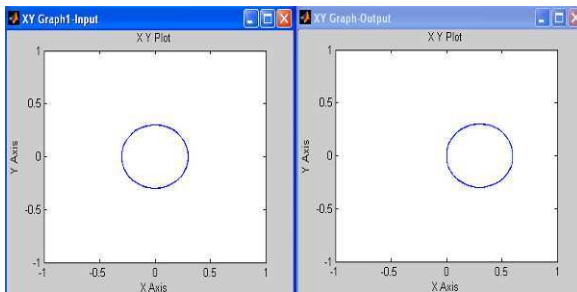 XY Graph1-Input
X Y Plot
1
0.5
0
-0.5
-1
Y Axis
-1 -0.5 0 0.5 1
X Axis
XY Graph-Output
X Y Plot
1
0.5
0
-0.5
-1
Y Axis
-1 -0.5 0 0.5 1
X Axis